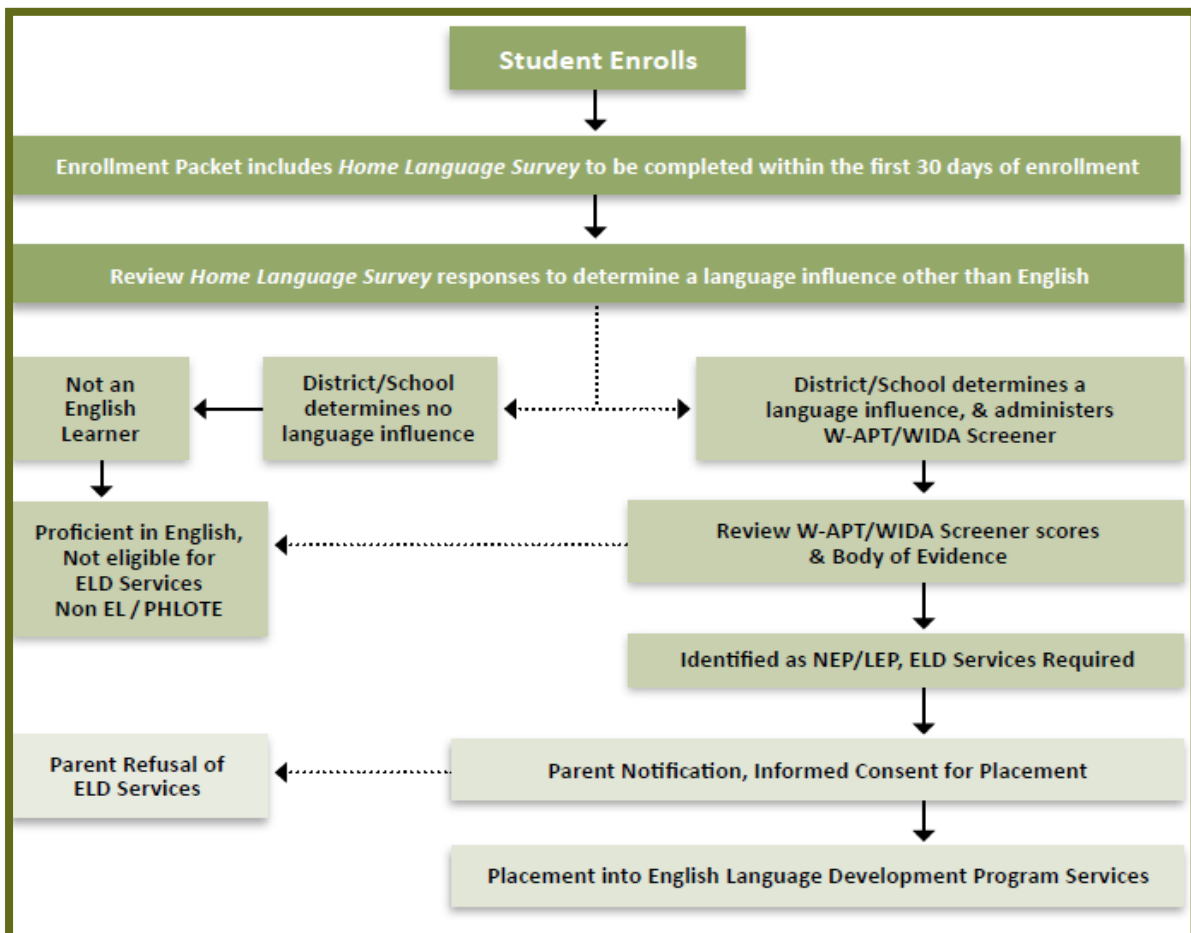 Student Enrolls
Enrollment Packet includes Home Language Survey to be completed within the first 30 days of enrollment
Review Home Language Survey responses to determine a language influence other than English
Not an
English
Learner
District/School
determines no
language influence
District/School determines a
language influence, & administers
W-APT/WIDA Screener
Proficient in English,
Not eligible for
ELD Services
Non EL / PHLOTE
Review W-APT/WIDA Screener scores
& Body of Evidence
Identified as NEP/LEP, ELD Services Required
Parent Refusal of
ELD Services
Parent Notification, Informed Consent for Placement
Placement into English Language Development Program Services